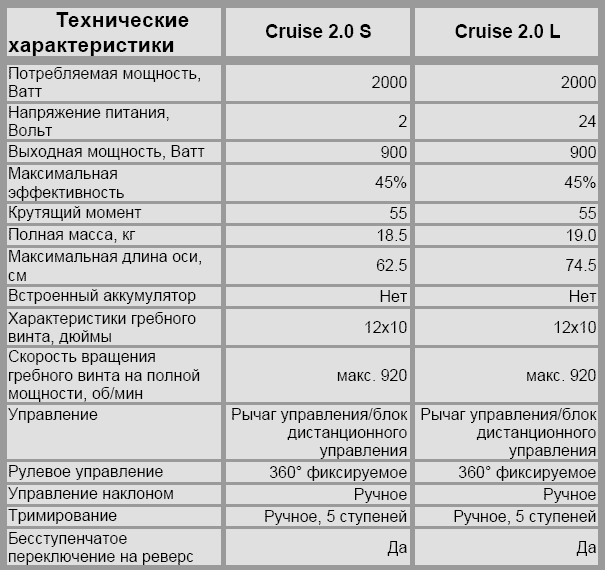 Технические характеристики Cruise 2.0 S Cruise 2.0 L
Потребляемая мощность, Ватт 2000 2000
Напряжение питания, Вольт 2 24
Выходная мощность, Ватт 900 900
Максимальная эффективность 45% 45%
Крутящий момент 55 55
Полная масса, кг 18.5 19.0
Максимальная длина оси, см 62.5 74.5
Встроенный аккумулятор Нет Нет
Характеристики гребного винта, дюймы 12x10 12x10
Скорость вращения гребного винта на полной мощности, об/мин макс. 920 макс. 920
Управление Рычаг управления/блок дистанционного управления Рычаг управления/блок дистанционного управления
Рулевое управление 360° фиксируемое 360° фиксируемое
Управление наклоном Ручное Ручное
Тримирование Ручное, 5 ступеней Ручное, 5 ступеней
Бесступенчатое переключение на реверс Да Да